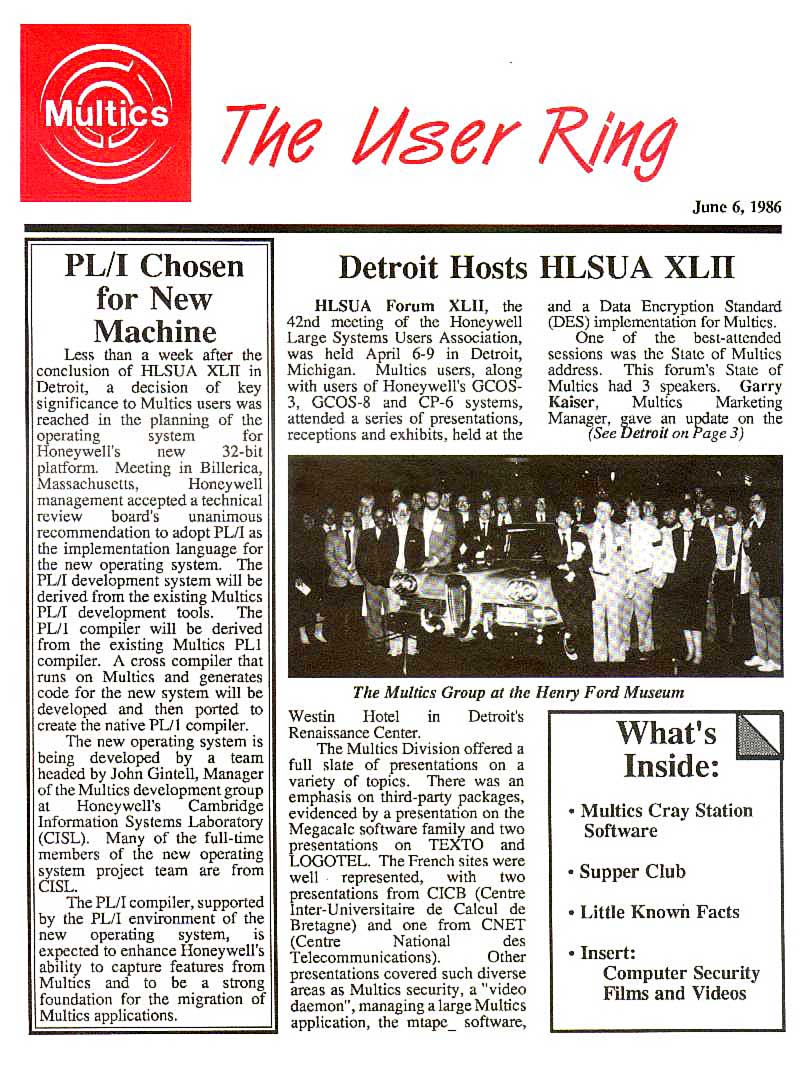 Multics
The User Ring
June 6, 1986
PL/I Chosen
for New
Machine
Less than a week after the
conclusion of HLSUA XLII in
Detroit, a decision of key
significance to Multics users was
reached in the planning of the
operating system for
Honeywell's new 32-bit
platform. Meeting in Billerica,
Massachusetts, Honeywell
management accepted a technical
review board's unanimous
recommendation to adopt PL/I as
the implementation language for
the new operating system. The
PL/I development system will be
derived from the existing Multics
PL/I development tools. The
PL/1 compiler will be derived
from the existing Multics PL1
compiler. A cross compiler that
runs on Multics and generates
code for the new system will be
developed and then ported to
create the native PL/1 compiler.
The new operating system is
being developed by a team
headed by John Gintell, Manager
of the Multics development group
at Honeywell's Cambridge
Information Systems Laboratory
(CISL). Many of the full-time
members of the new operating
system project team are from
CISL.
The PL/I compiler, supported
by the PL/I environment of the
new operating system, is
expected to enhance Honeywell's
ability to capture features from
Multics and to be a strong
foundation for the migration of
Multics applications.
Detroit Hosts HLSUA XLII
HLSUA Forum XLII, the
42nd meeting of the Honeywell
Large Systems Users Association,
was held April 6-9 in Detroit,
Michigan. Multics users, along
with users of Honeywell's GCOS-
3, GCOS-8 and CP-6 systems,
attended a series of presentations,
receptions and exhibits, held at the
Westin Hotel in Detroit's
Renaissance Center.
The Multics Division offered a
full slate of presentations on a
variety of topics. There was an
emphasis on third-party packages,
evidenced by a presentation on the
Megacalc software family and two
presentations on TEXTO and
LOGOTEL. The French sites were
well represented, with two
presentations from CICB (Centre
Inter-Universitaire de Calcul de
Bretagne) and one from CNET
(Centre National des
Telecommunications). Other
presentations covered such diverse
areas as Multics security, a "video
daemon", managing a large Multics
application, the mtape_ software,
and a Data Encryption Standard
(DES) implementation for Multics.
One of the best-attended
sessions was the State of Multics
address. This forum's State of
Multics had 3 speakers. Garry
Kaiser, Multics Marketing
Manager, gave an update on the
(See Detroit on Page 3)
The Multics Group at the Henry Ford Museum
What's
Inside:
• Multics Cray Station
Software
• Supper Club
• Little Known Facts
• Insert:
Computer Security
Films and Videos